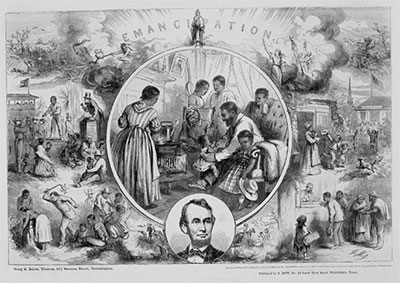 EMANCIPATION
King & Baird, Printers, 607 Sansom Street, Philadelphia.
Published by S. BOTT, No. 43 South Third Street, Philadelphia, Penna.